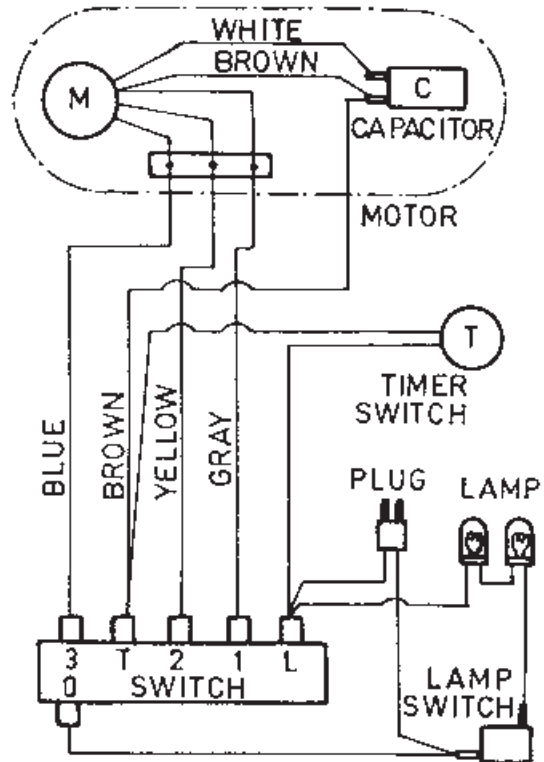 WHITE
BROWN
M
C
CAPACITOR
MOTOR
T
TIMER
SWITCH
BLUE
BROWN
YELLOW
GRAY
PLUG
LAMP
3 T 2 1 L
0 SWITCH
LAMP
SWITCH